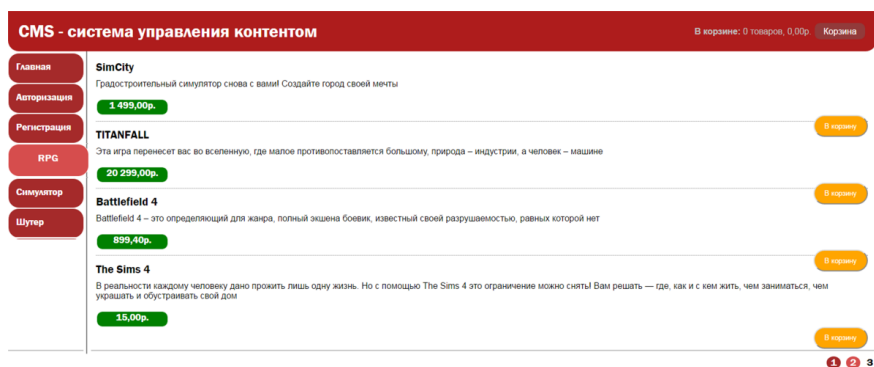 CMS - система управления контентом
В корзине: 0 товаров, 0,00р. Корзина
Главная
Авторизация
Регистрация
RPG
Симулятор
Шутер
SimCity
Градостроительный симулятор снова с вами! Создайте город своей мечты
1 499,00р.
В корзину
TITANFALL
Эта игра перенесет вас во вселенную, где малое противопоставляется большому, природа – индустрии, а человек – машине
20 299,00р.
В корзину
Battlefield 4
Battlefield 4 – это определяющий для жанра, полный экшена боевик, известный своей разрушаемостью, равных которой нет
899,40р.
В корзину
The Sims 4
В реальности каждому человеку дано прожить лишь одну жизнь. Но с помощью The Sims 4 это ограничение можно снять! Вам решать — где, как и с кем жить, чем заниматься, чем
украшать и обустраивать свой дом
15,00р.
В корзину
1 2 3